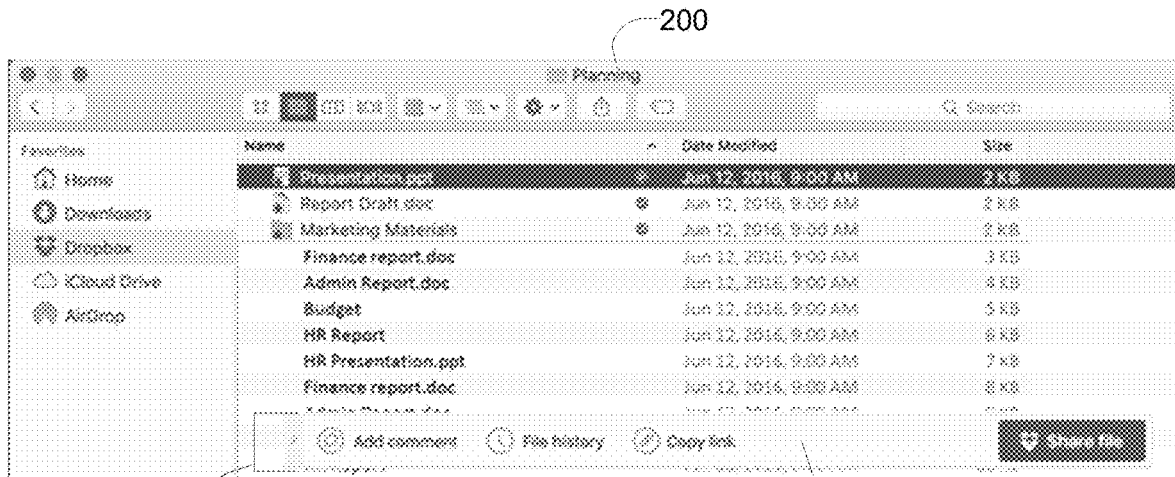 200
Planning
Search
Favorites
Name Date Modified Size
Home
Presentation.ppt Jun 12, 2016, 9:00 AM 2 KB
Downloads
Report Draft.doc Jun 12, 2016, 9:00 AM 2 KB
Marketing Materials Jun 12, 2016, 9:00 AM 2 KB
Dropbox
Finance report.doc Jun 12, 2016, 9:00 AM 3 KB
iCloud Drive
Admin Report.doc Jun 12, 2016, 9:00 AM 4 KB
AirDrop
Budget Jun 12, 2016, 9:00 AM 5 KB
HR Report Jun 12, 2016, 9:00 AM 6 KB
HR Presentation.ppt Jun 12, 2016, 9:00 AM 7 KB
Finance report.doc Jun 12, 2016, 9:00 AM 8 KB
Add comment File history Copy link Share file